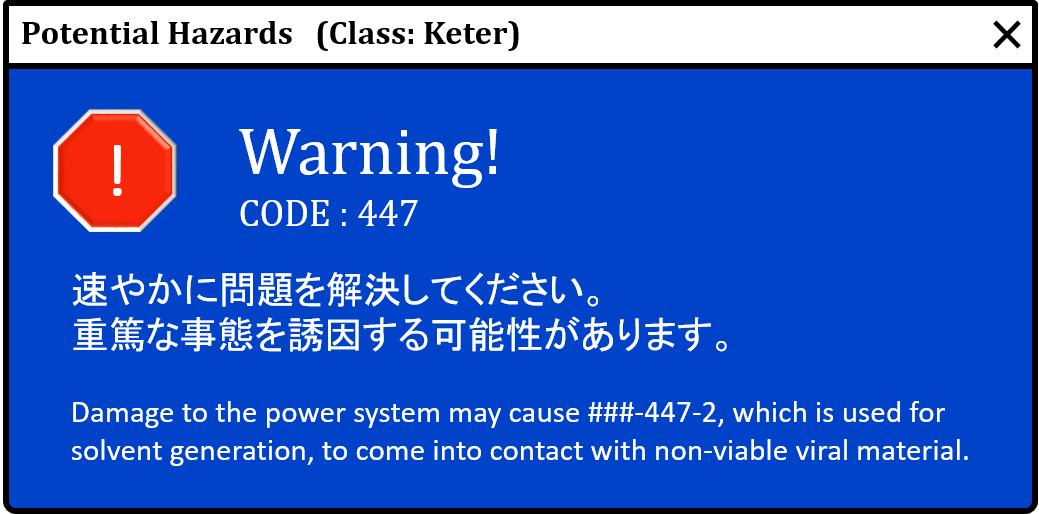 Potential Hazards (Class: Keter)
Warning!
CODE : 447
速やかに問題を解決してください。
重篤な事態を誘因する可能性があります。
Damage to the power system may cause ###-447-2, which is used for
solvent generation, to come into contact with non-viable viral material.